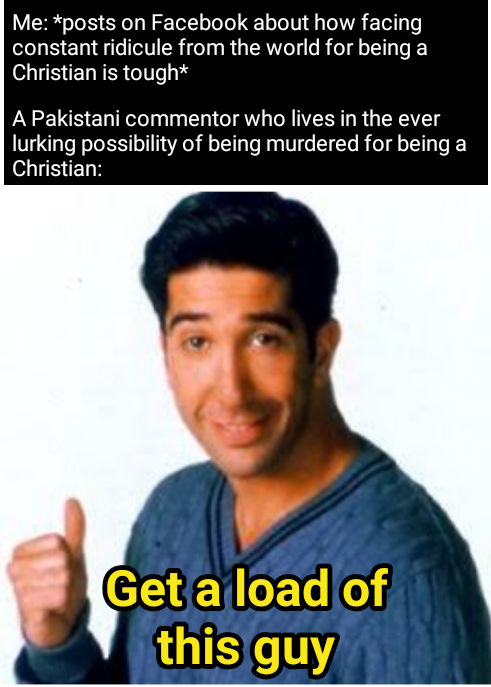 Me: *posts on Facebook about how facing
constant ridicule from the world for being a
Christian is tough*
A Pakistani commentor who lives in the ever
lurking possibility of being murdered for being a
Christian:
Get a load of
this guy